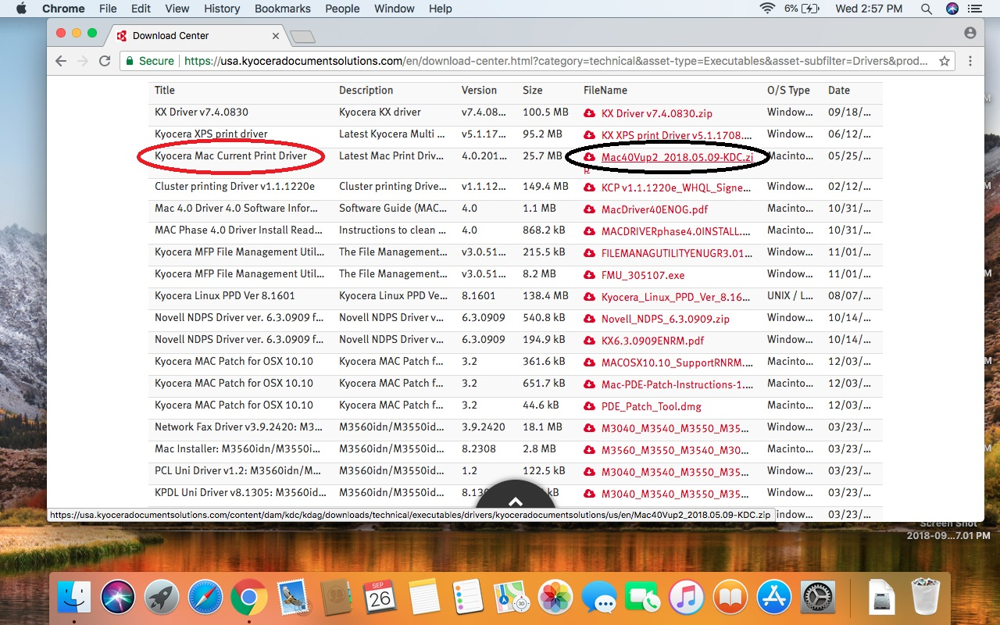 Chrome File Edit View History Bookmarks People Window Help 6% Wed 2:57 PM
Download Center
Secure https://usa.kyoceradocumentsolutions.com/en/download-center.html?category=technical&asset-type=Executables&asset-subfilter=Drivers&prod...
Title Description Version Size FileName O/S Type Date
KX Driver v7.4.0830 Kyocera KX driver v7.4.08... 100.5 MB KX Driver v7.4.0830.zip Window... 09/18/...
Kyocera XPS print driver Latest Kyocera Multi ... v5.1.17... 95.2 MB KX XPS print Driver v5.1.1708.... Window... 06/12/...
Kyocera Mac Current Print Driver Latest Mac Print Driv... 4.0.201... 25.7 MB Mac40Vup2_2018.05.09-KDC.zi Macinto... 05/25/...
p
Cluster printing Driver v1.1.1220e Cluster printing Drive... v1.1.12... 149.4 MB KCP v1.1.1220e_WHQL_Signe... Window... 02/12/...
Mac 4.0 Driver 4.0 Software Infor... Software Guide (MAC... 4.0 1.1 MB MacDriver40ENOG.pdf Macinto... 10/31/...
MAC Phase 4.0 Driver Install Read... Instructions to clean ... 4.0 868.2 kB MACDRIVERphase4.0INSTALL.... Macinto... 10/31/...
Kyocera MFP File Management Util... The File Management... v3.0.51... 215.5 kB FILEMANAGUTILITYENUGR3.01... Window... 11/01/...
Kyocera MFP File Management Util... The File Management... v3.0.51... 8.2 MB FMU_305107.exe Window... 11/01/...
Kyocera Linux PPD Ver 8.1601 Kyocera Linux PPD Ve... 8.1601 138.4 MB Kyocera_Linux_PPD_Ver_8.16... UNIX / L... 08/07/...
Novell NDPS Driver ver. 6.3.0909 f... Novell NDPS Driver v... 6.3.0909 540.8 kB Novell_NDPS_6.3.0909.zip Window... 10/14/...
Novell NDPS Driver ver. 6.3.0909 f... Novell NDPS Driver v... 6.3.0909 194.9 kB KX6.3.0909ENRM.pdf Window... 10/14/...
Kyocera MAC Patch for OSX 10.10 Kyocera MAC Patch f... 3.2 361.6 kB MACOSX10.10_SupportRNRM.... Macinto... 12/03/...
Kyocera MAC Patch for OSX 10.10 Kyocera MAC Patch f... 3.2 651.7 kB Mac-PDE-Patch-Instructions-1.... Macinto... 12/03/...
Kyocera MAC Patch for OSX 10.10 Kyocera MAC Patch f... 3.2 44.6 kB PDE_Patch_Tool.dmg Macinto... 12/03/...
Network Fax Driver v3.9.2420: M3... M3560idn/M3550id... 3.9.2420 18.1 MB M3040_M3540_M3550_M35... Window... 03/23/...
Mac Installer: M3560idn/M3550i... M3560idn/M3550id... 8.2308 2.8 MB M3560_M3550_M3540_M30... Macinto... 03/23/...
PCL Uni Driver v1.2: M3560idn/M... M3560idn/M3550id... 1.2 122.5 kB M3040_M3540_M3550_M35... Window... 03/23/...
KPDL Uni Driver v8.1305: M3560id... M3560idn/M3550id... 8.13 kB M3040_M3540_M3550_M35... Window... 03/23/...
https://usa.kyoceradocumentsolutions.com/content/dam/kdc/kdag/downloads/technical/executables/drivers/kyoceradocumentsolutions/us/en/Mac40Vup2_2018.05.09-KDC.zip indow... 03/23/...
Screen Shot
2018-09...7.01 PM
SEP
26
3D